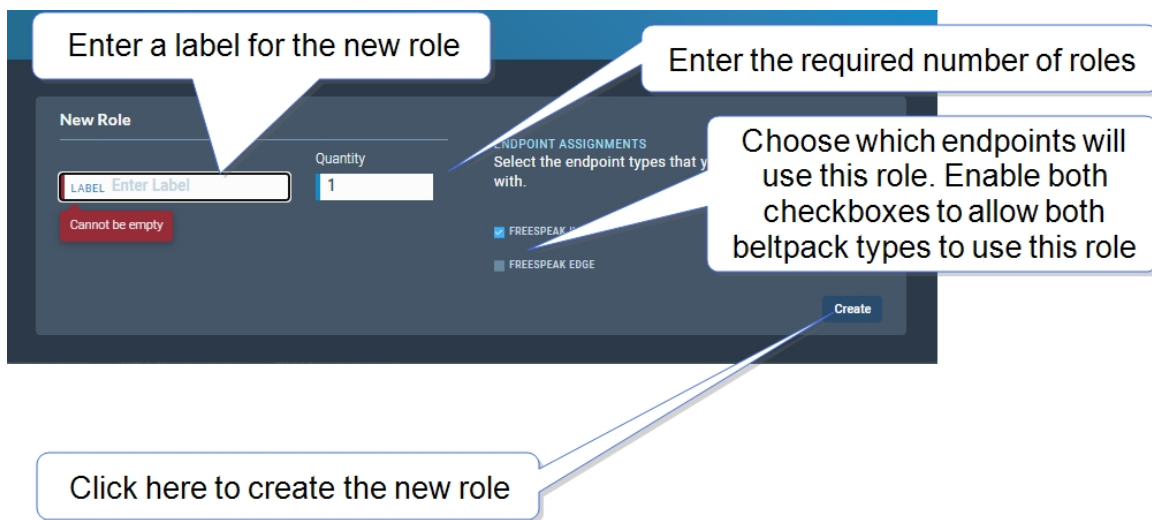 Enter a label for the new role
Enter the required number of roles
New Role
Quantity
LABEL Enter Label
1
Cannot be empty
ENDPOINT ASSIGNMENTS
Select the endpoint types that
with.
FREESPEAK
FREESPEAK EDGE
Choose which endpoints will
use this role. Enable both
checkboxes to allow both
beltpack types to use this role
Create
Click here to create the new role